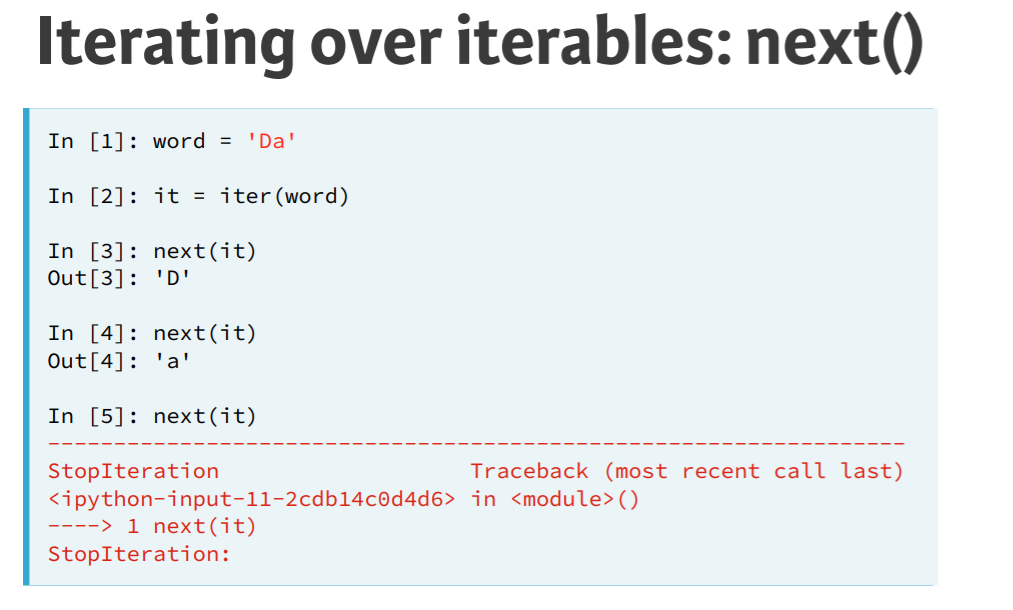 Iterating over iterables: next()
In [1]: word = 'Da'
In [2]: it = iter(word)
In [3]: next(it)
Out[3]: 'D'
In [4]: next(it)
Out[4]: 'a'
In [5]: next(it)
-----------------------------------------------------------------
StopIteration                   Traceback (most recent call last)
<ipython-input-11-2cdb14c0d4d6> in <module>()
----> 1 next(it)
StopIteration: